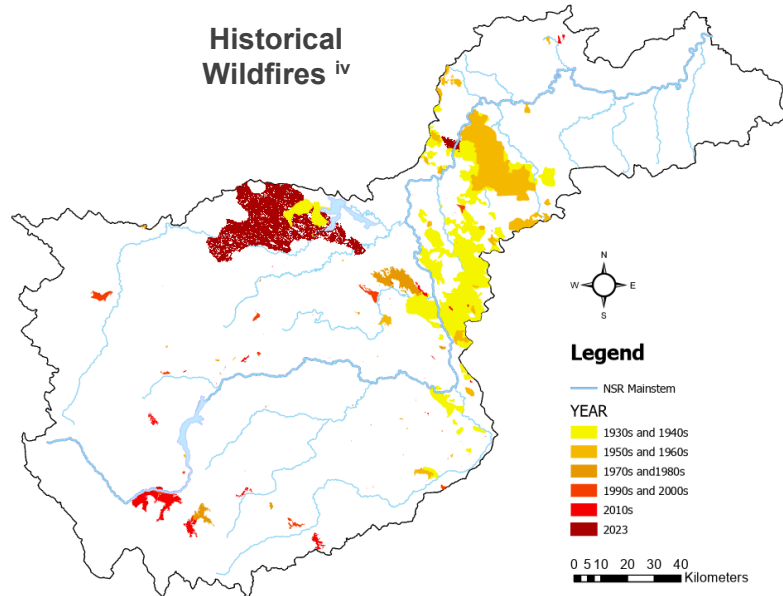 Historical
Wildfires iv
N
W E
S
Legend
NSR Mainstem
YEAR
1930s and 1940s
1950s and 1960s
1970s and1980s
1990s and 2000s
2010s
2023
0 5 10 20 30 40
Kilometers